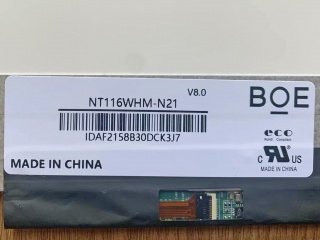 V8.0
NT116WHM-N21
BOE
IDAF2158B30DCK3J7
eco
C US
MADE IN CHINA
MADE IN CHINA